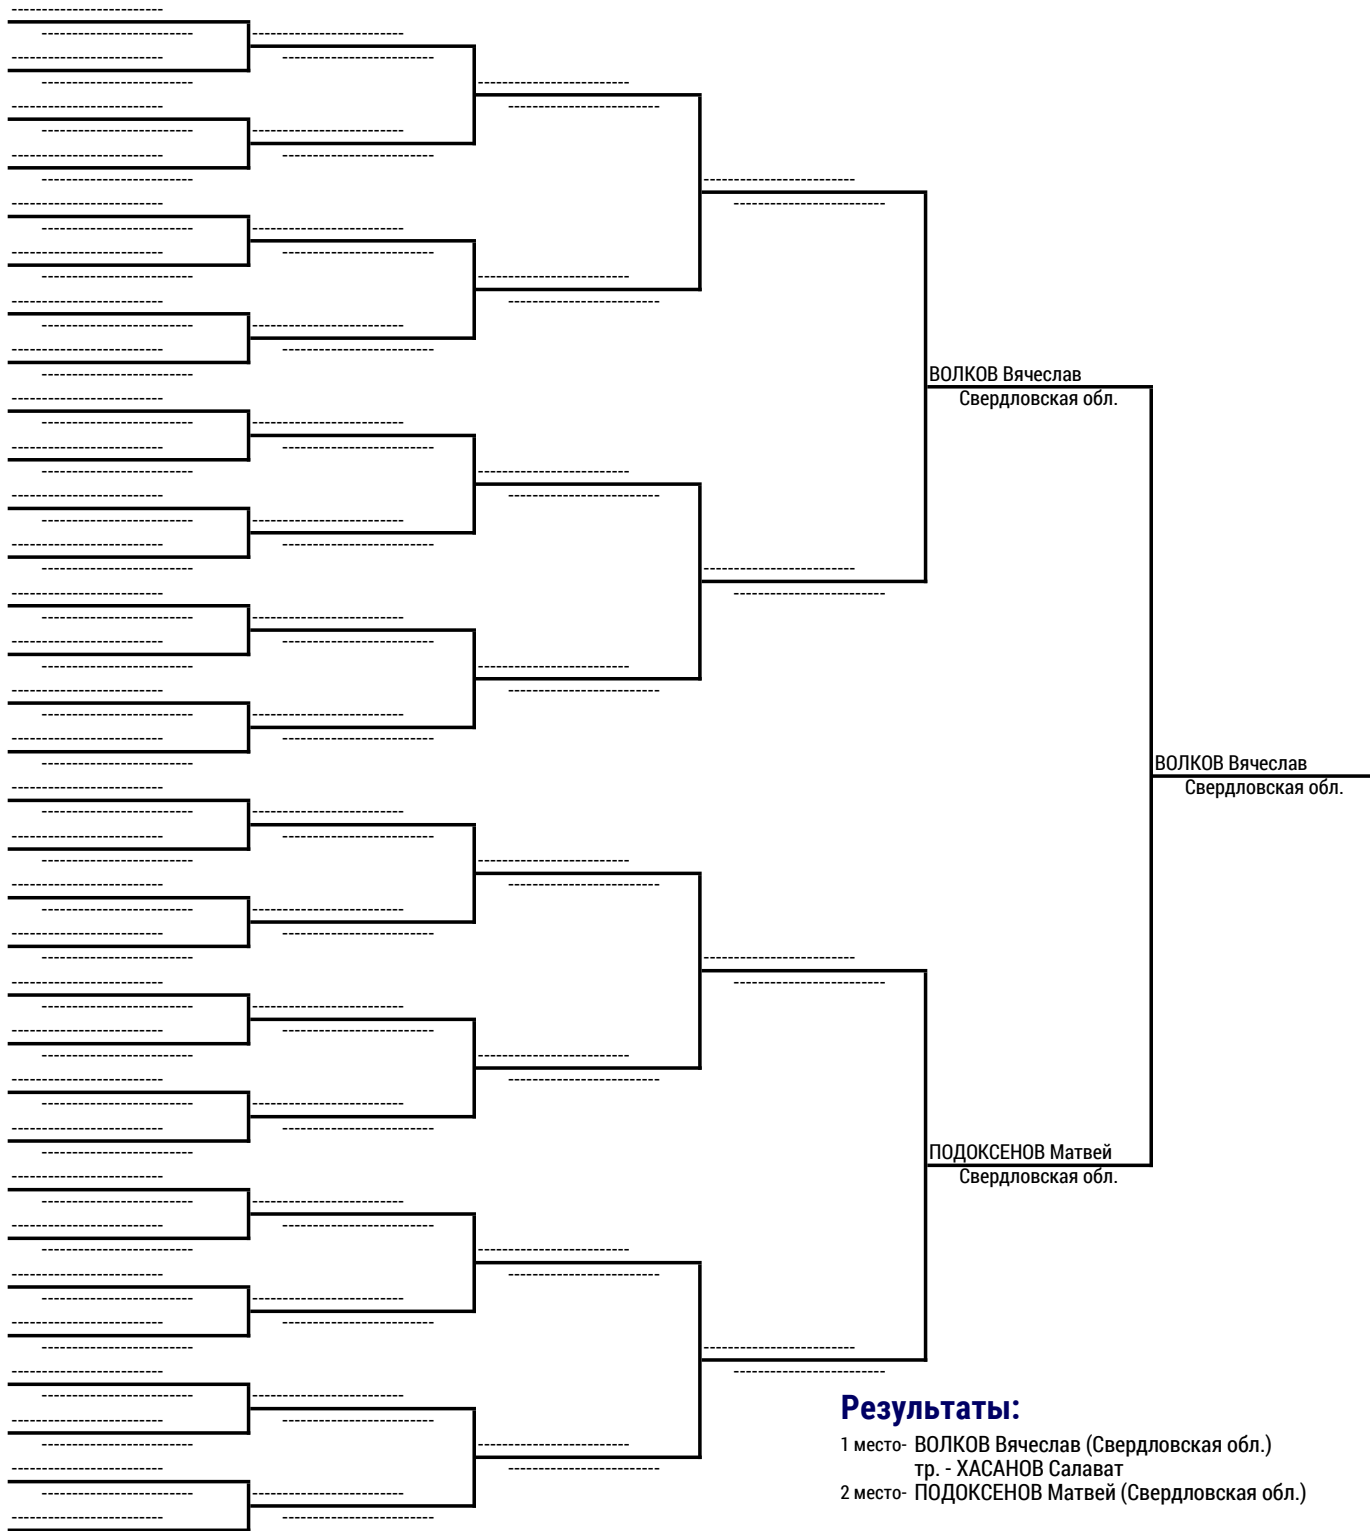 ВОЛКОВ Вячеслав
Свердловская обл.
ВОЛКОВ Вячеслав
Свердловская обл.
ПОДОКСЕНОВ Матвей
Свердловская обл.
Результаты:
1 место- ВОЛКОВ Вячеслав (Свердловская обл.)
тр. - ХАСАНОВ Салават
2 место- ПОДОКСЕНОВ Матвей (Свердловская обл.)